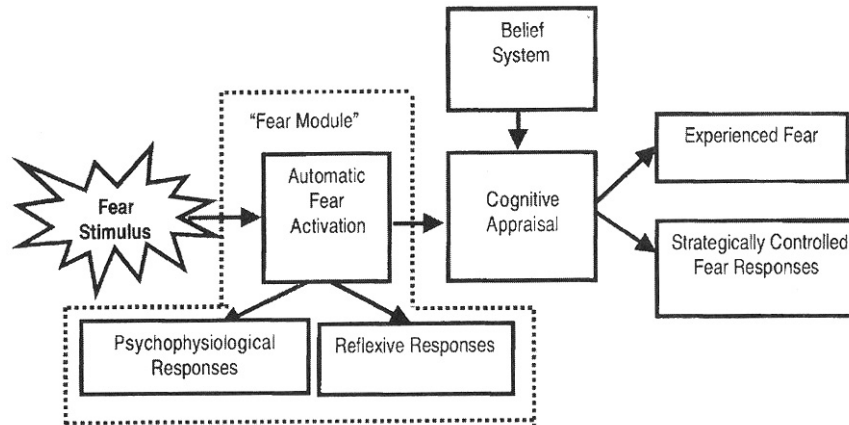 Belief
System
"Fear Module"
Experienced Fear
Automatic
Fear
Activation
Fear
Stimulus
Cognitive
Appraisal
Strategically Controlled
Fear Responses
Psychophysiological
Responses
Reflexive Responses